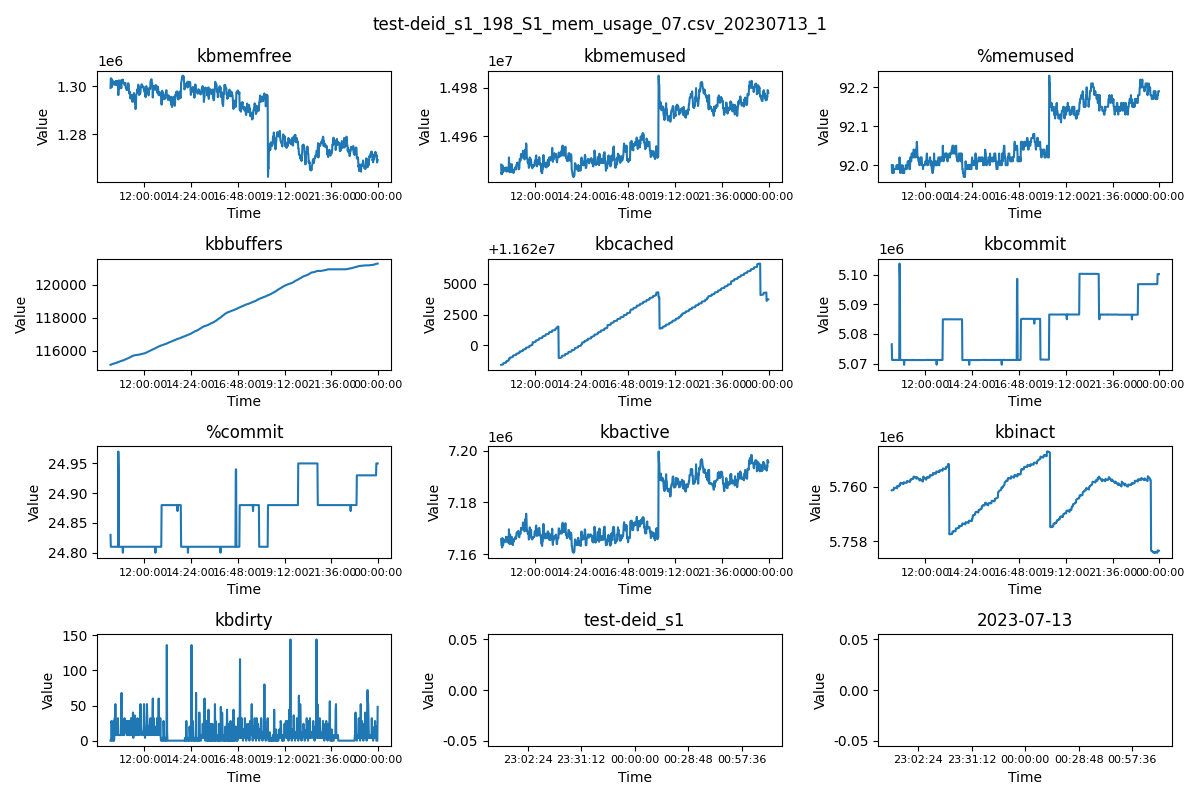 test-deid_s1_198_S1_mem_usage_07.csv_20230713_1
kbmemfree
1e6
1.30
1.28
Value
12:00:00 14:24:00 16:48:00 19:12:00 21:36:00 00:00:00
Time
kbmemused
1e7
1.498
1.496
Value
12:00:00 14:24:00 16:48:00 19:12:00 21:36:00 00:00:00
Time
%memused
92.2
92.1
92.0
Value
12:00:00 14:24:00 16:48:00 19:12:00 21:36:00 00:00:00
Time
kbbuffers
120000
118000
116000
Value
12:00:00 14:24:00 16:48:00 19:12:00 21:36:00 00:00:00
Time
kbcached
+1.162e7
5000
2500
0
Value
12:00:00 14:24:00 16:48:00 19:12:00 21:36:00 00:00:00
Time
kbcommit
1e6
5.10
5.09
5.08
5.07
Value
12:00:00 14:24:00 16:48:00 19:12:00 21:36:00 00:00:00
Time
%commit
24.95
24.90
24.85
24.80
Value
12:00:00 14:24:00 16:48:00 19:12:00 21:36:00 00:00:00
Time
kbactive
1e6
7.20
7.18
7.16
Value
12:00:00 14:24:00 16:48:00 19:12:00 21:36:00 00:00:00
Time
kbinact
1e6
5.760
5.758
Value
12:00:00 14:24:00 16:48:00 19:12:00 21:36:00 00:00:00
Time
kbdirty
150
100
50
0
Value
12:00:00 14:24:00 16:48:00 19:12:00 21:36:00 00:00:00
Time
test-deid_s1
0.05
0.00
-0.05
Value
23:02:24 23:31:12 00:00:00 00:28:48 00:57:36
Time
2023-07-13
0.05
0.00
-0.05
Value
23:02:24 23:31:12 00:00:00 00:28:48 00:57:36
Time